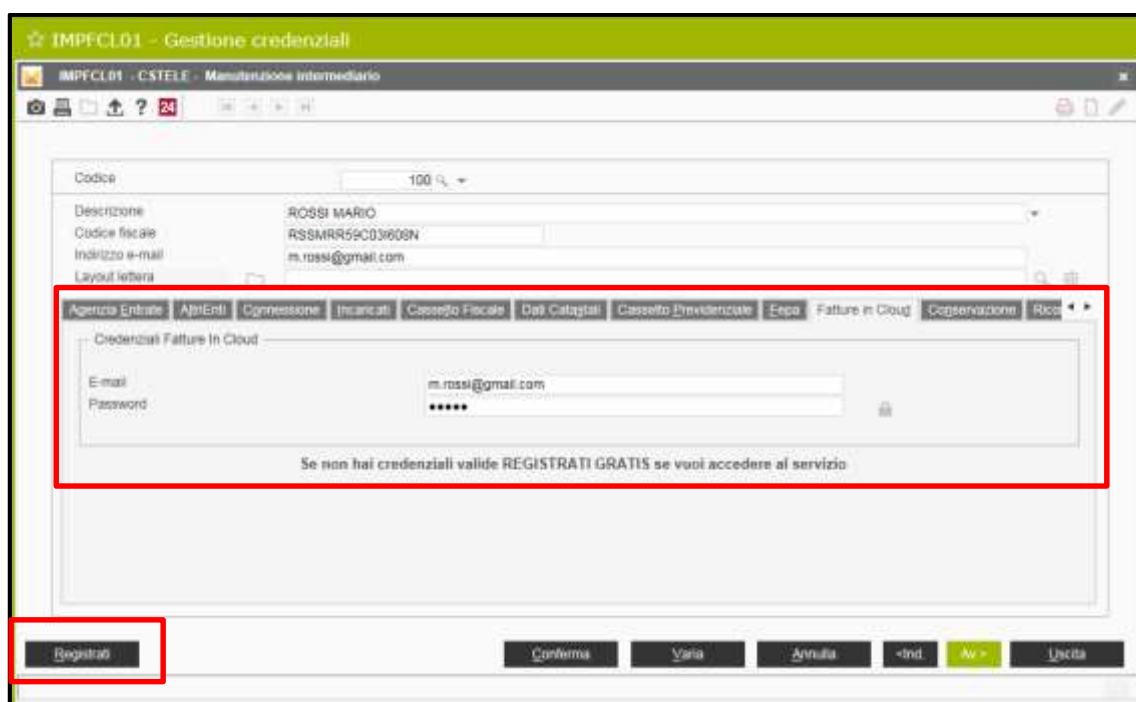 IMPFCL01 - Gestione credenziali
IMPFCL01 - CSTELE - Manutenzione intermediario
? 24
Codice 100
Descrizione ROSSI MARIO
Codice fiscale RSSMRR59C03I608N
Indirizzo e-mail m.rossi@gmail.com
Layout lettera
Agenzia Entrate AltriEnti Connessione Incaricati Cassetto Fiscale Dati Catastali Cassetto Previdenziale Fepa Fatture in Cloud Conservazione Rico
Credenziali Fatture In Cloud
E-mail m.rossi@gmail.com
Password •••••
Se non hai credenziali valide REGISTRATI GRATIS se vuoi accedere al servizio
Registrati Conferma Varia Annulla <Ind. Av.> Uscita